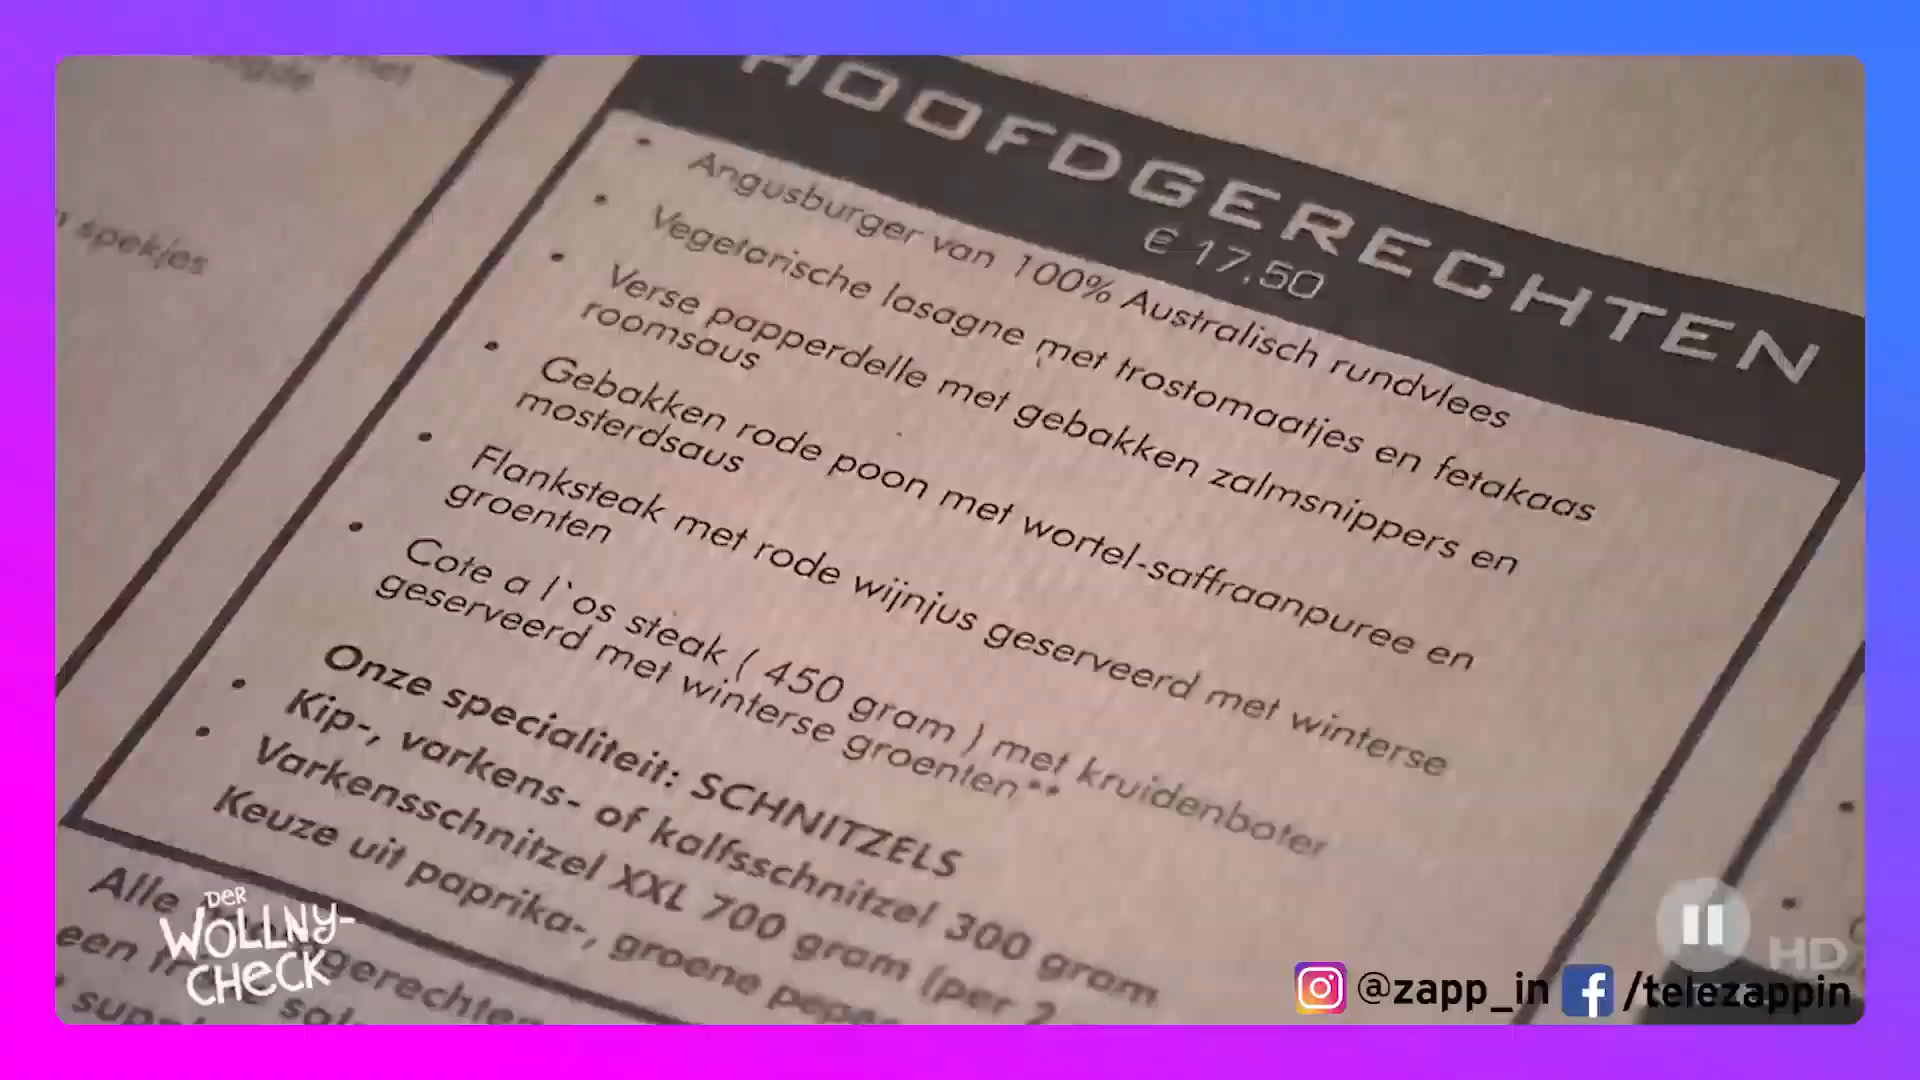 HOOFDGERECHTEN
€ 17,50
• Angusburger van 100% Australisch rundvlees
• Vegetarische lasagne met trostomaatjes en fetakaas
• Verse papperdelle met gebakken zalmsnippers en
roomsaus
• Gebakken rode poon met wortel-saffraanpuree en
mosterdsaus
• Flanksteak met rode wijnjus geserveerd met winterse
groenten
• Cote a l`os steak ( 450 gram ) met kruidenboter
geserveerd met winterse groenten**
Onze specialiteit: SCHNITZELS
• Kip-, varkens- of kalfsschnitzel 300 gram
• Varkensschnitzel XXL 700 gram (per 2
Keuze uit paprika-, groene
spekjes
Alle
een
DER
WOLLNY-
CHECK
HD
@zapp_in /telezappin